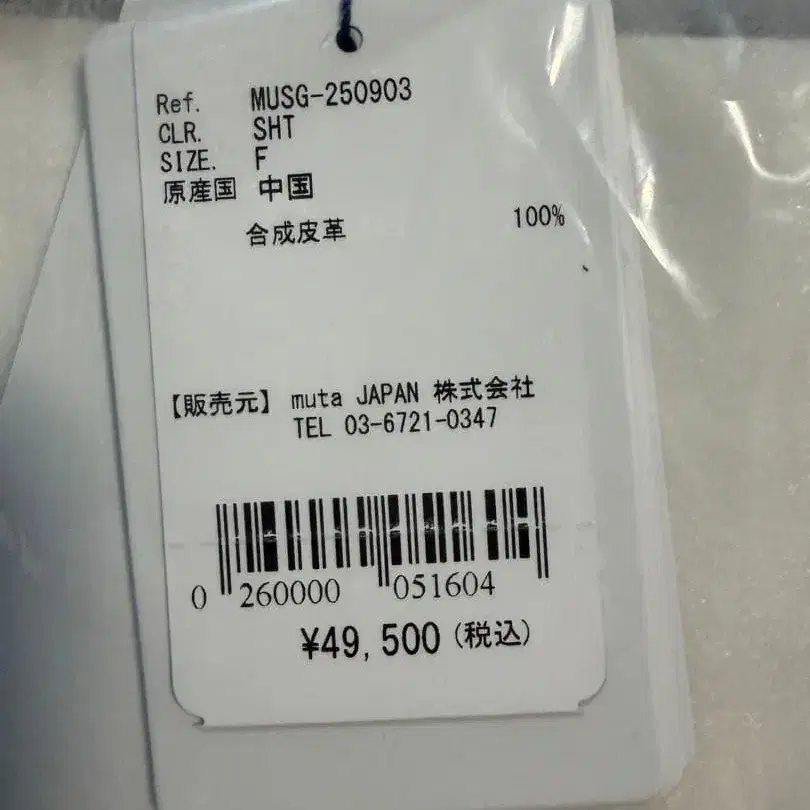 Ref. MUSG-250903
CLR. SHT
SIZE. F
原産国 中国
合成皮革 100%
【販売元】 muta JAPAN 株式会社
TEL 03-6721-0347
0 260000 051604
¥49,500(税込)